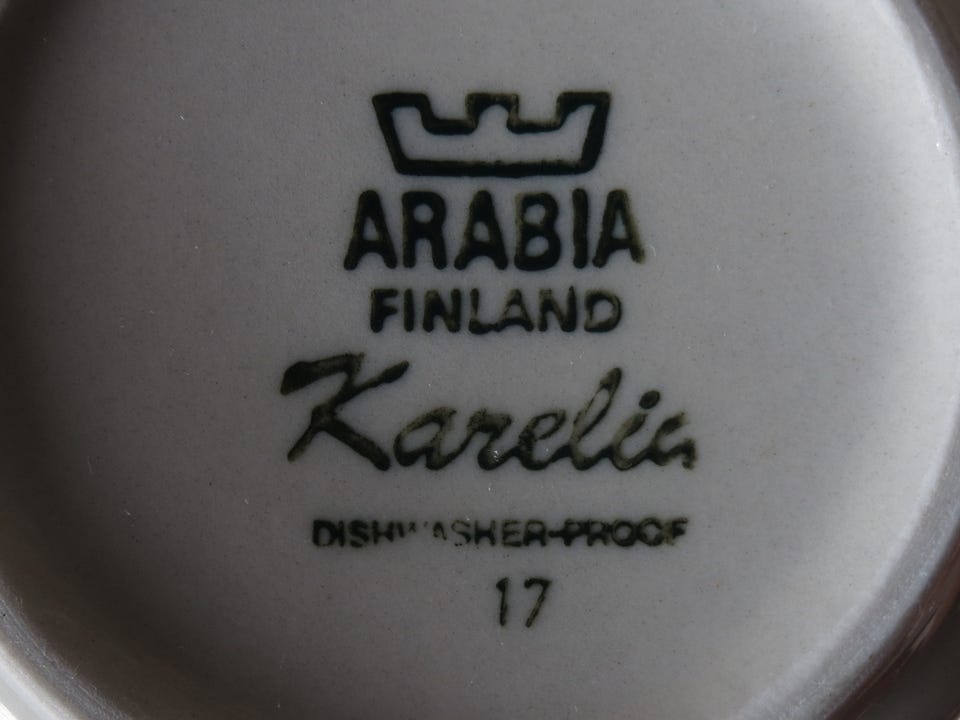 ARABIA
FINLAND
Karelia
DISHWASHER-PROOF
17